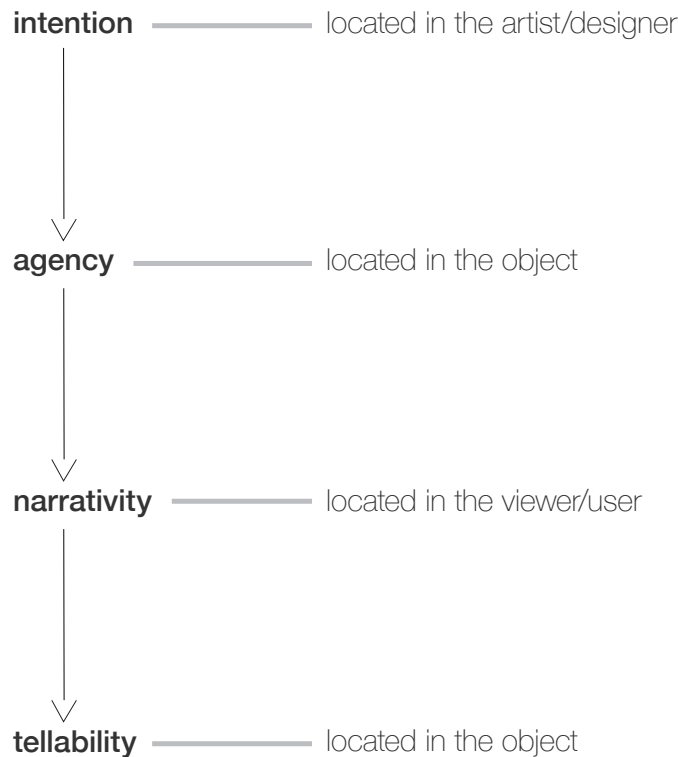 intention located in the artist/designer
agency located in the object
narrativity located in the viewer/user
tellability located in the object